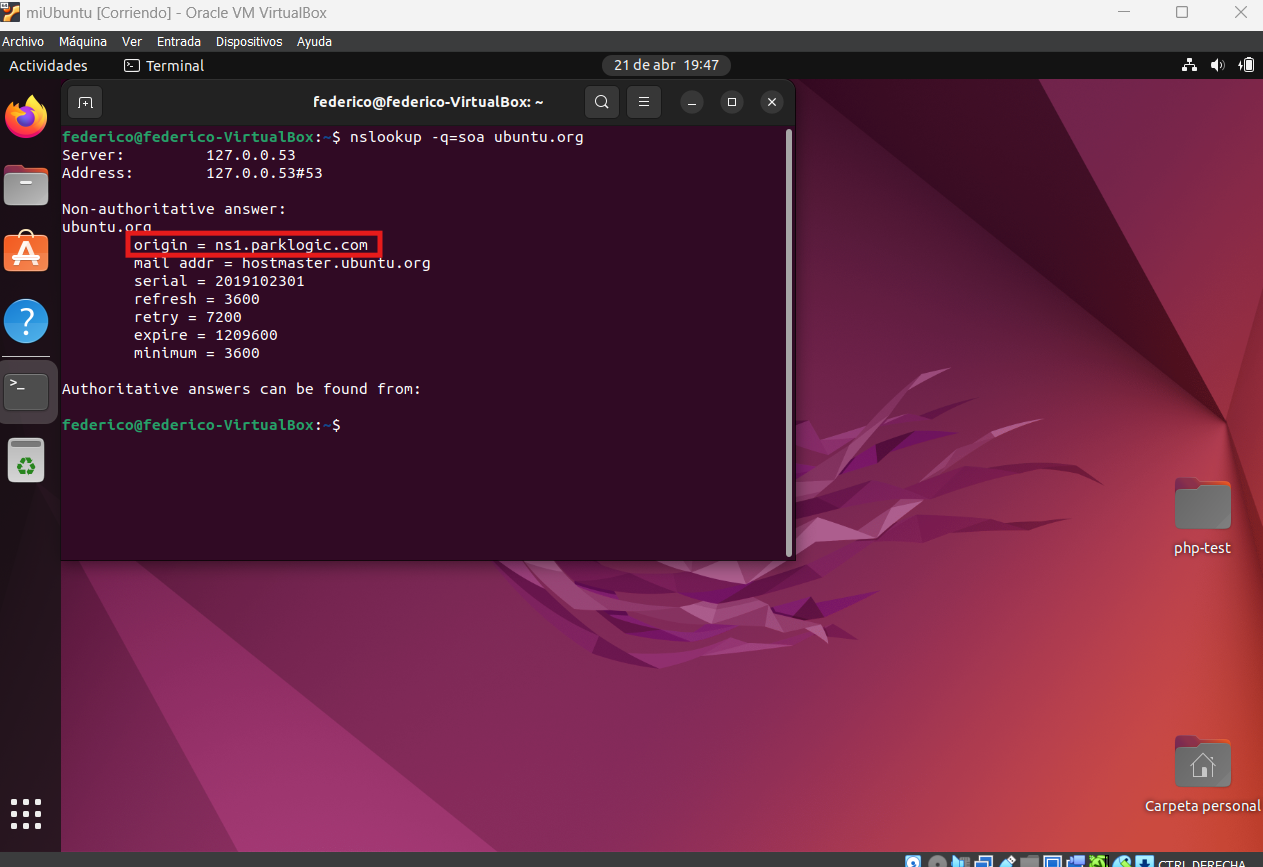 miUbuntu [Corriendo] - Oracle VM VirtualBox
Archivo Máquina Ver Entrada Dispositivos Ayuda
Actividades Terminal 21 de abr 19:47
federico@federico-VirtualBox: ~
federico@federico-VirtualBox:~$ nslookup -q=soa ubuntu.org
Server: 127.0.0.53
Address: 127.0.0.53#53
Non-authoritative answer:
ubuntu.org
origin = ns1.parklogic.com
mail addr = hostmaster.ubuntu.org
serial = 2019102301
refresh = 3600
retry = 7200
expire = 1209600
minimum = 3600
Authoritative answers can be found from:
federico@federico-VirtualBox:~$
php-test
Carpeta personal
CTRL DERECHA